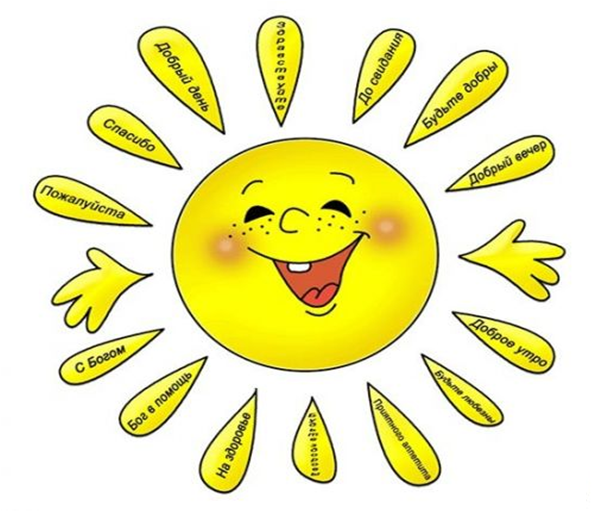 Здравствуйте
До свидания
Будьте добры
Добрый вечер
Доброе утро
Будьте любезны
Приятного аппетита
На здоровье
Бог в помощь
С Богом
Пожалуйста
Спасибо
Добрый день